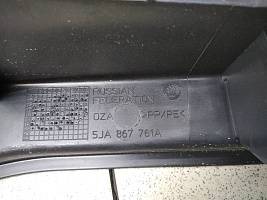 RUSSIAN
FEDERATION
OZA >PP/PE<
5JA 867 761A